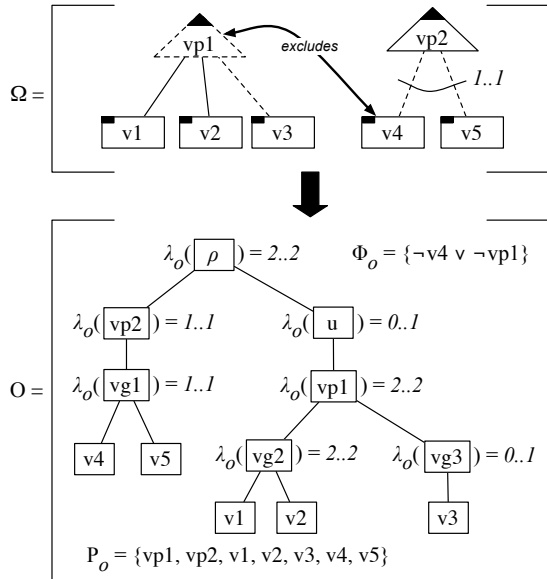 vp1 vp2
excludes
1..1
Ω =
v1 v2 v3 v4 v5
λo( ρ ) = 2..2 Φo = {¬v4 ∨ ¬vp1}
λo( vp2 ) = 1..1 λo( u ) = 0..1
O =
λo( vg1 ) = 1..1 λo( vp1 ) = 2..2
v4 v5 λo( vg2 ) = 2..2 λo( vg3 ) = 0..1
v1 v2 v3
Po = {vp1, vp2, v1, v2, v3, v4, v5}